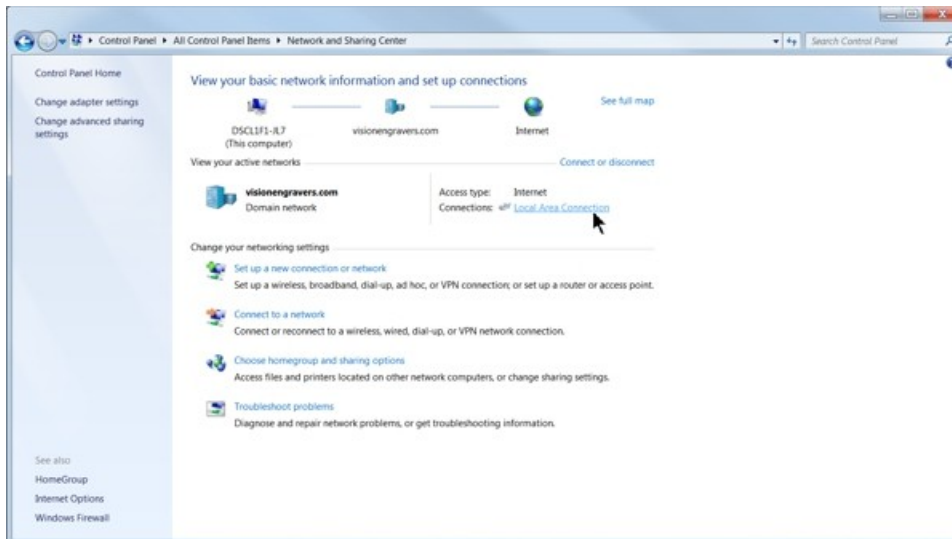 Control Panel ▸ All Control Panel Items ▸ Network and Sharing Center
Search Control Panel
Control Panel Home
Change adapter settings
Change advanced sharing
settings
View your basic network information and set up connections
See full map
DSCL1F1-JL7
(This computer)
visionengravers.com
Internet
View your active networks
Connect or disconnect
visionengravers.com
Domain network
Access type: Internet
Connections: Local Area Connection
Change your networking settings
Set up a new connection or network
Set up a wireless, broadband, dial-up, ad hoc, or VPN connection; or set up a router or access point.
Connect to a network
Connect or reconnect to a wireless, wired, dial-up, or VPN network connection.
Choose homegroup and sharing options
Access files and printers located on other network computers, or change sharing settings.
Troubleshoot problems
Diagnose and repair network problems, or get troubleshooting information.
See also
HomeGroup
Internet Options
Windows Firewall